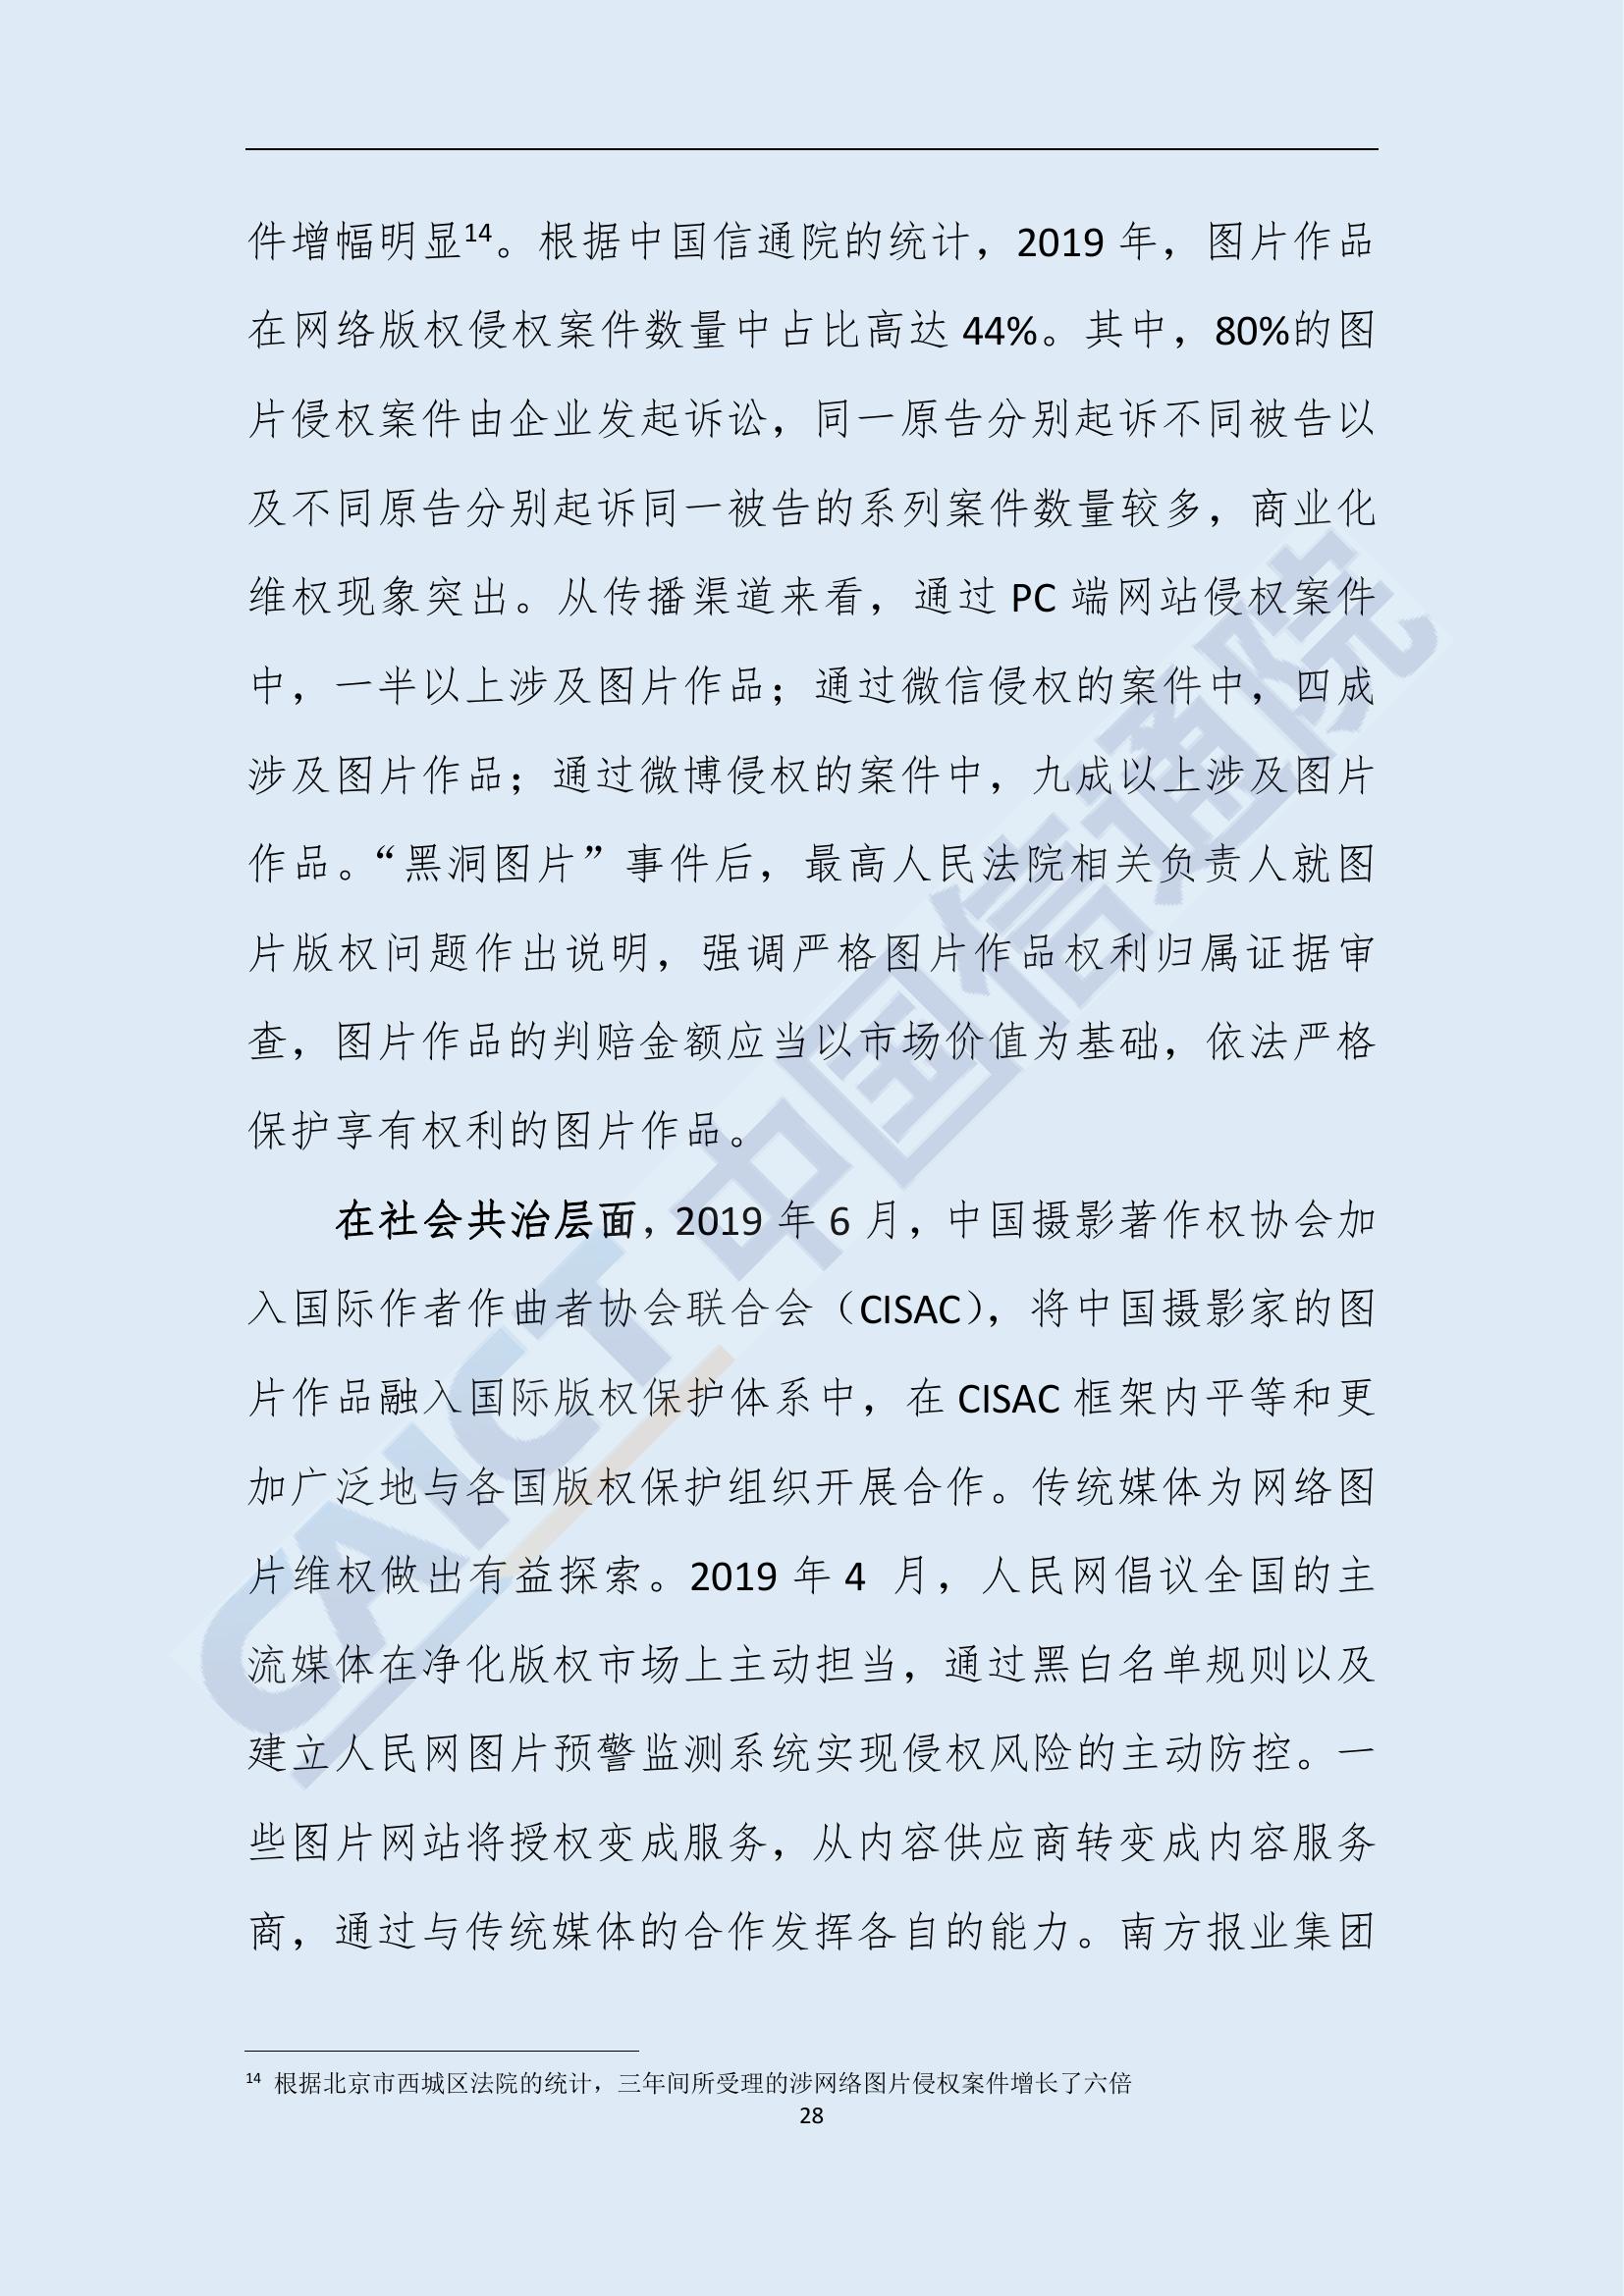 件增幅明显14。根据中国信通院的统计，2019 年，图片作品
在网络版权侵权案件数量中占比高达 44%。其中，80%的图
片侵权案件由企业发起诉讼，同一原告分别起诉不同被告以
及不同原告分别起诉同一被告的系列案件数量较多，商业化
维权现象突出。从传播渠道来看，通过 PC 端网站侵权案件
中，一半以上涉及图片作品；通过微信侵权的案件中，四成
涉及图片作品；通过微博侵权的案件中，九成以上涉及图片
作品。“黑洞图片”事件后，最高人民法院相关负责人就图
片版权问题作出说明，强调严格图片作品权利归属证据审
查，图片作品的判赔金额应当以市场价值为基础，依法严格
保护享有权利的图片作品。
在社会共治层面，2019 年 6 月，中国摄影著作权协会加
入国际作者作曲者协会联合会（CISAC），将中国摄影家的图
片作品融入国际版权保护体系中，在 CISAC 框架内平等和更
加广泛地与各国版权保护组织开展合作。传统媒体为网络图
片维权做出有益探索。2019 年 4 月，人民网倡议全国的主
流媒体在净化版权市场上主动担当，通过黑白名单规则以及
建立人民网图片预警监测系统实现侵权风险的主动防控。一
些图片网站将授权变成服务，从内容供应商转变成内容服务
商，通过与传统媒体的合作发挥各自的能力。南方报业集团
14 根据北京市西城区法院的统计，三年间所受理的涉网络图片侵权案件增长了六倍
28
CAICT 中国信通院